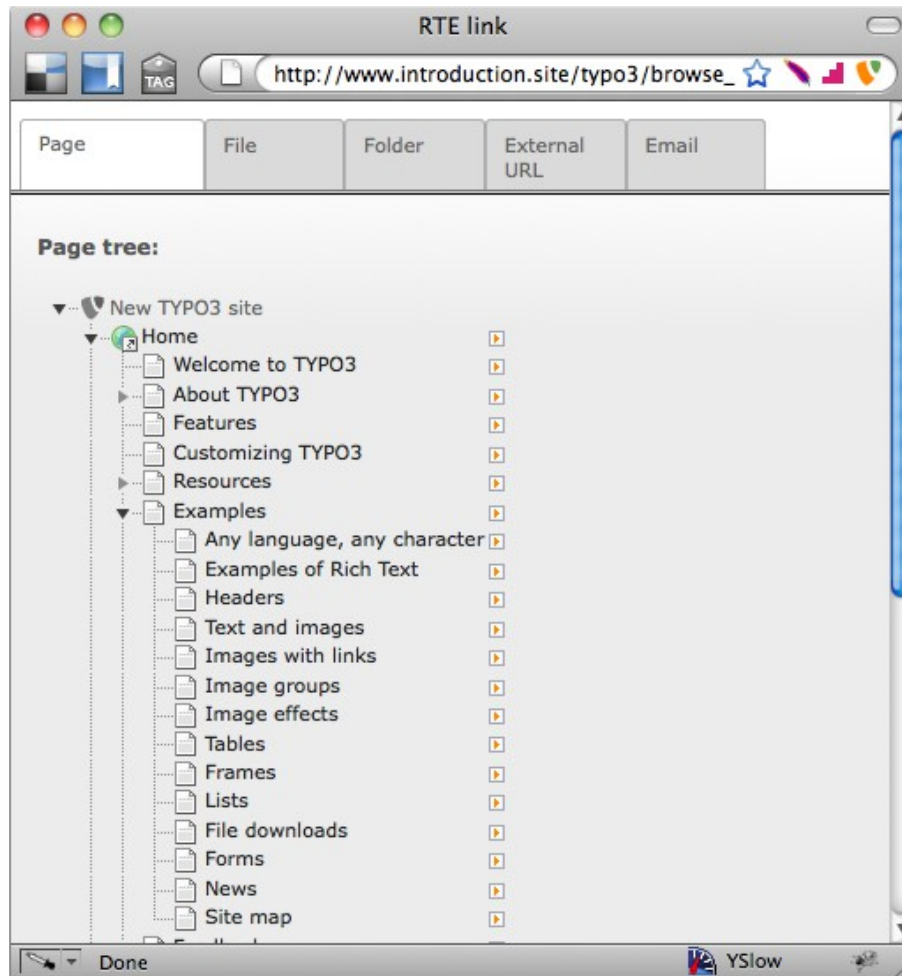 RTE link
TAG
http://www.introduction.site/typo3/browse_
Page
File
Folder
External
URL
Email
Page tree:
New TYPO3 site
Home
Welcome to TYPO3
About TYPO3
Features
Customizing TYPO3
Resources
Examples
Any language, any character
Examples of Rich Text
Headers
Text and images
Images with links
Image groups
Image effects
Tables
Frames
Lists
File downloads
Forms
News
Site map
Done
YSlow